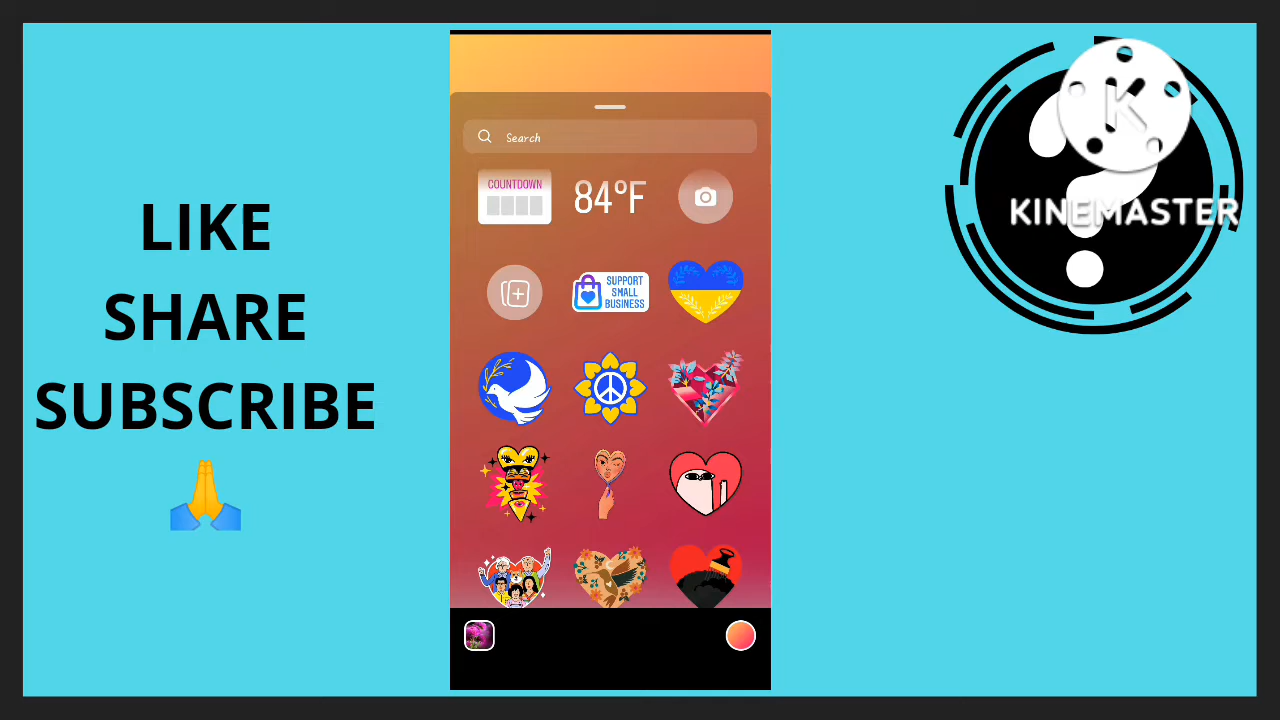 LIKE
SHARE
SUBSCRIBE
Search
COUNTDOWN
84°F
SUPPORT
SMALL
BUSINESS
K
KINEMASTER